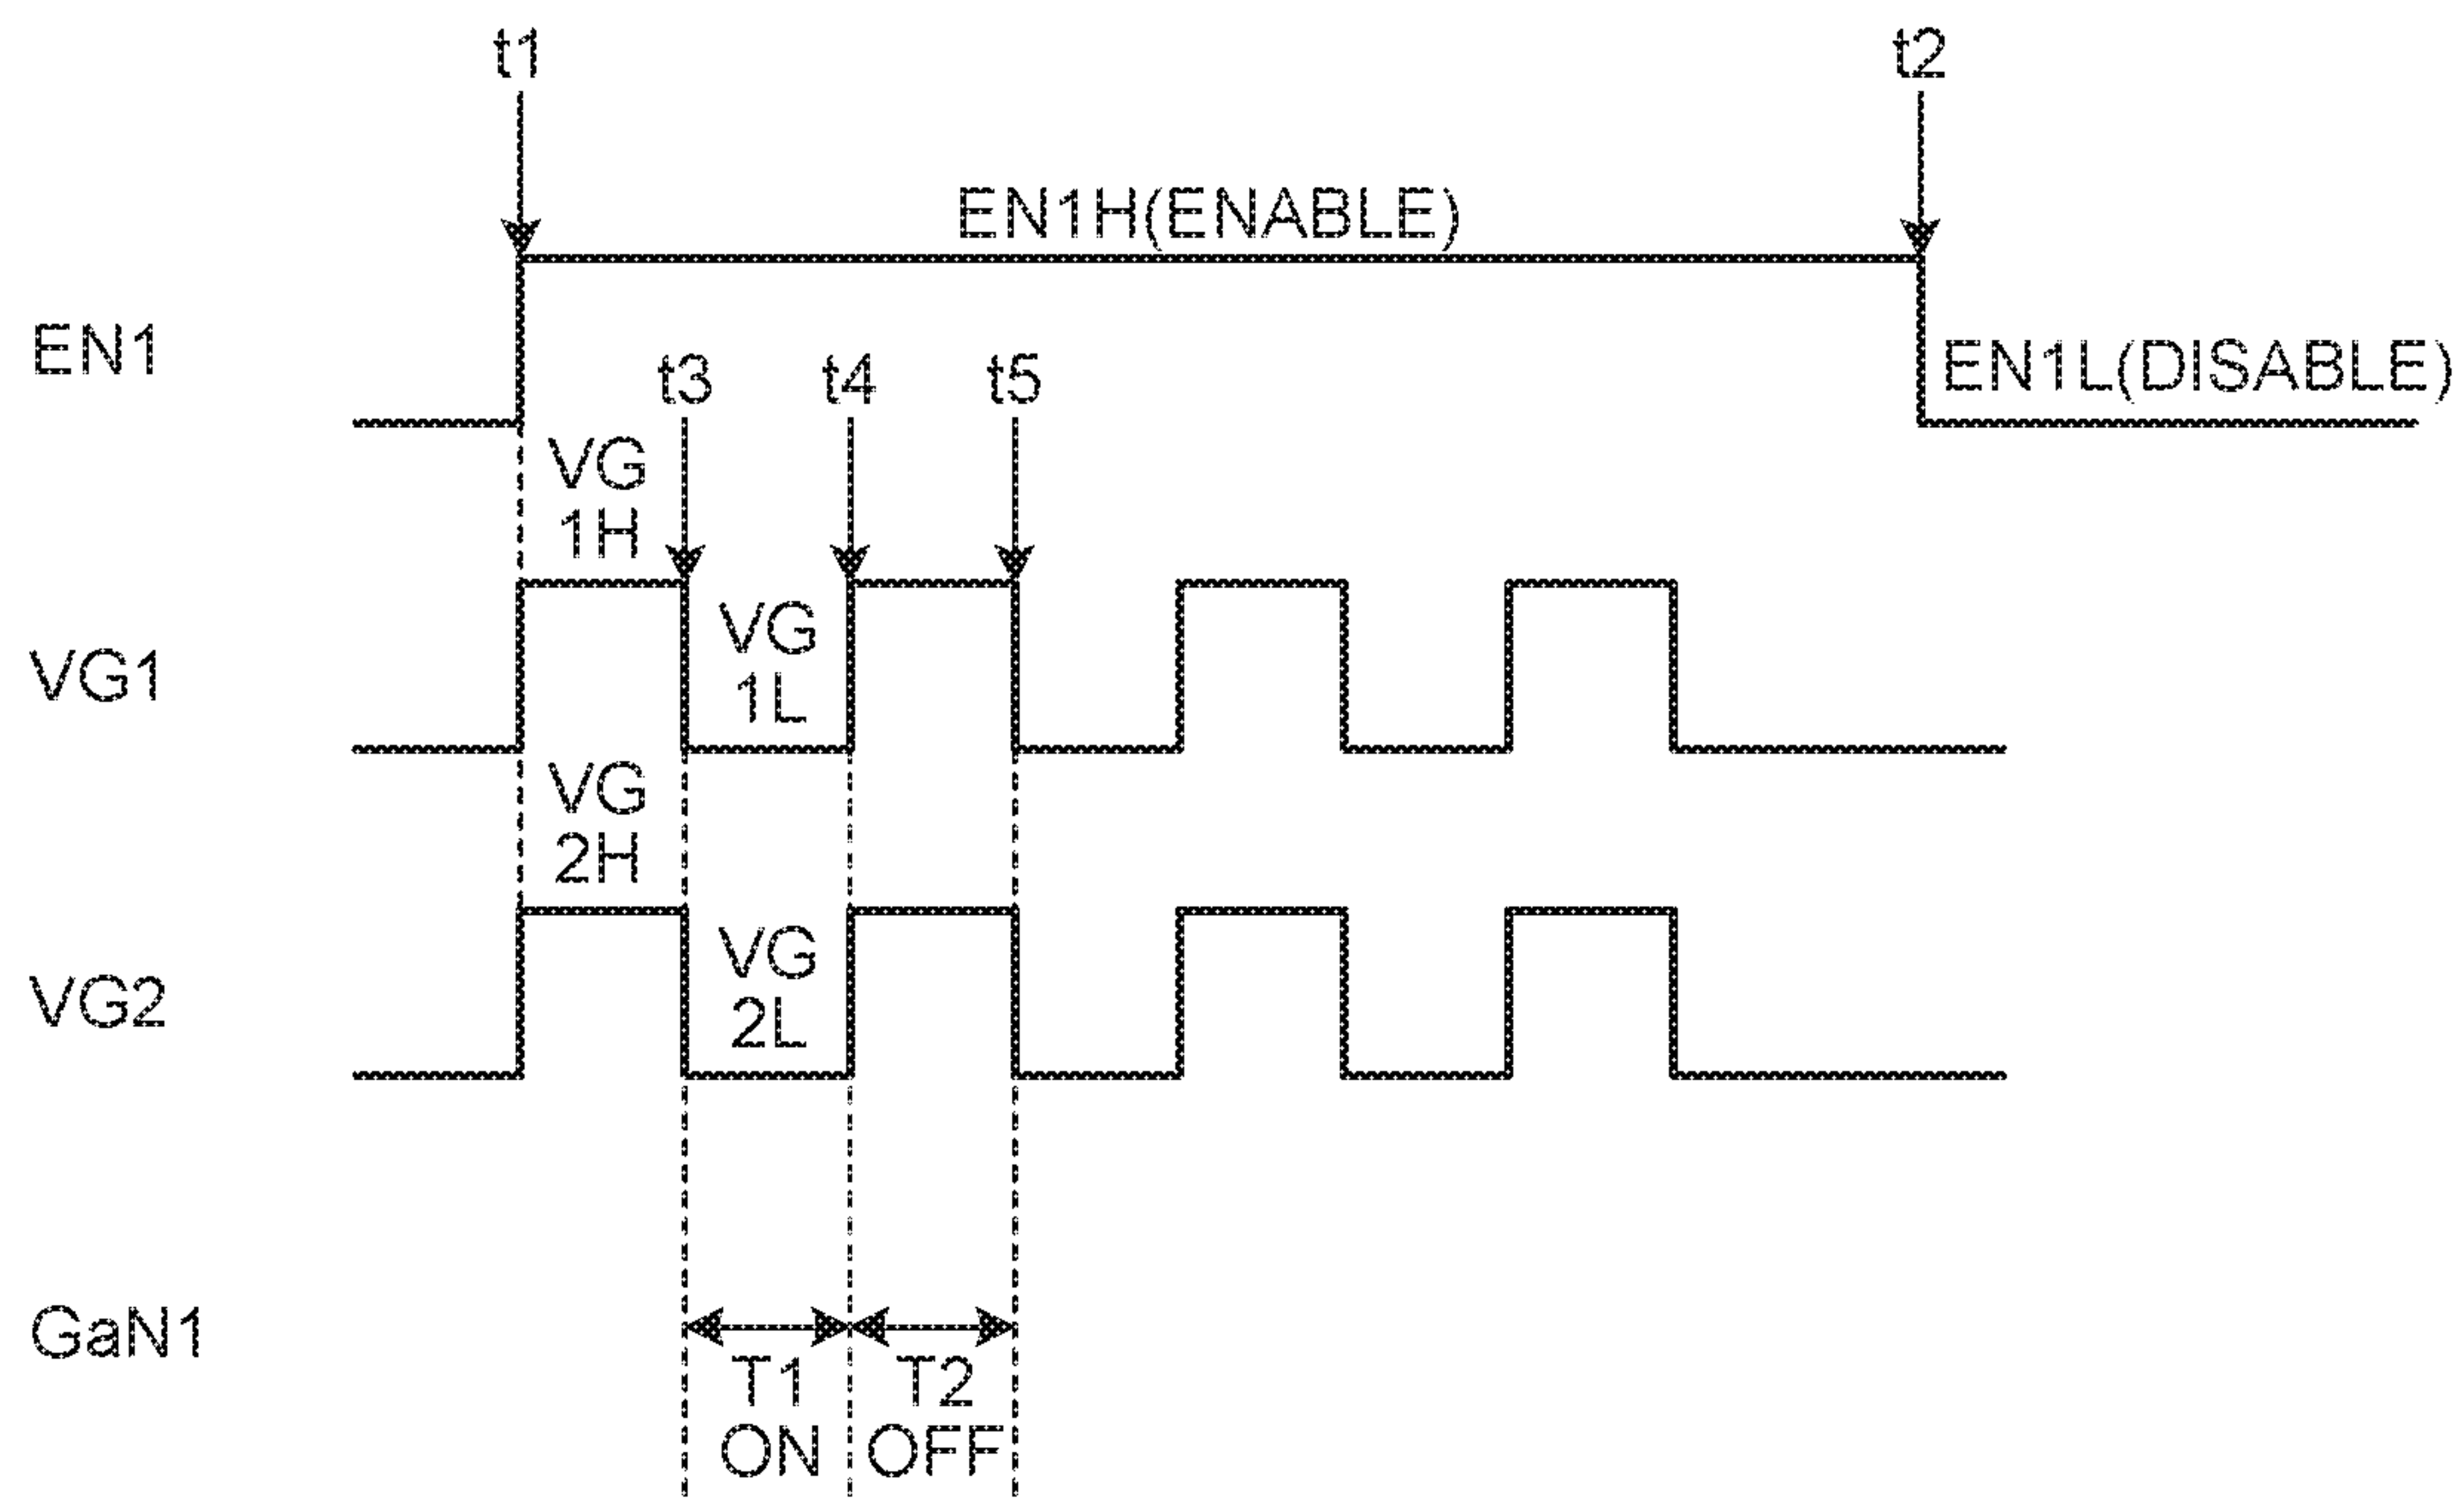 t1
t2
EN1H(ENABLE)
EN1
t3
t4
t5
EN1L(DISABLE)
VG
1H
VG
1L
VG1
VG
2H
VG
2L
VG2
GaN1
T1
T2
ON
OFF